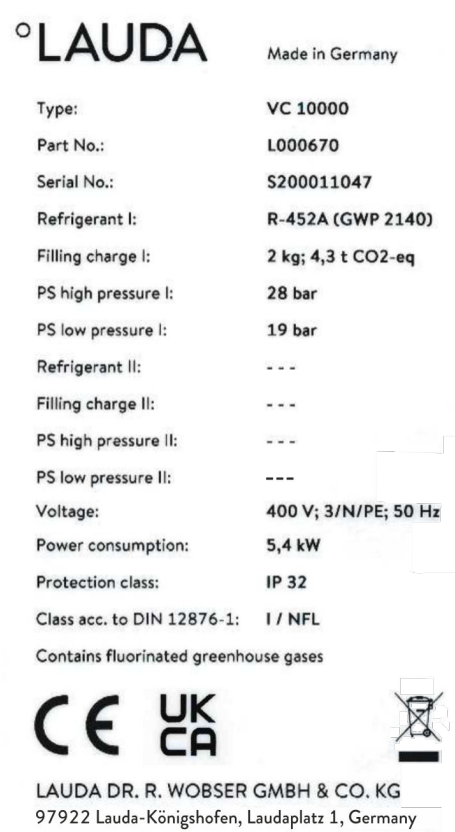 °LAUDA Made in Germany
Type: VC 10000
Part No.: L000670
Serial No.: S200011047
Refrigerant I: R-452A (GWP 2140)
Filling charge I: 2 kg; 4,3 t CO2-eq
PS high pressure I: 28 bar
PS low pressure I: 19 bar
Refrigerant II: - - -
Filling charge II: - - -
PS high pressure II: - - -
PS low pressure II: ---
Voltage: 400 V; 3/N/PE; 50 Hz
Power consumption: 5,4 kW
Protection class: IP 32
Class acc. to DIN 12876-1: I / NFL
Contains fluorinated greenhouse gases
CE UK
CA
LAUDA DR. R. WOBSER GMBH & CO. KG
97922 Lauda-Königshofen, Laudaplatz 1, Germany